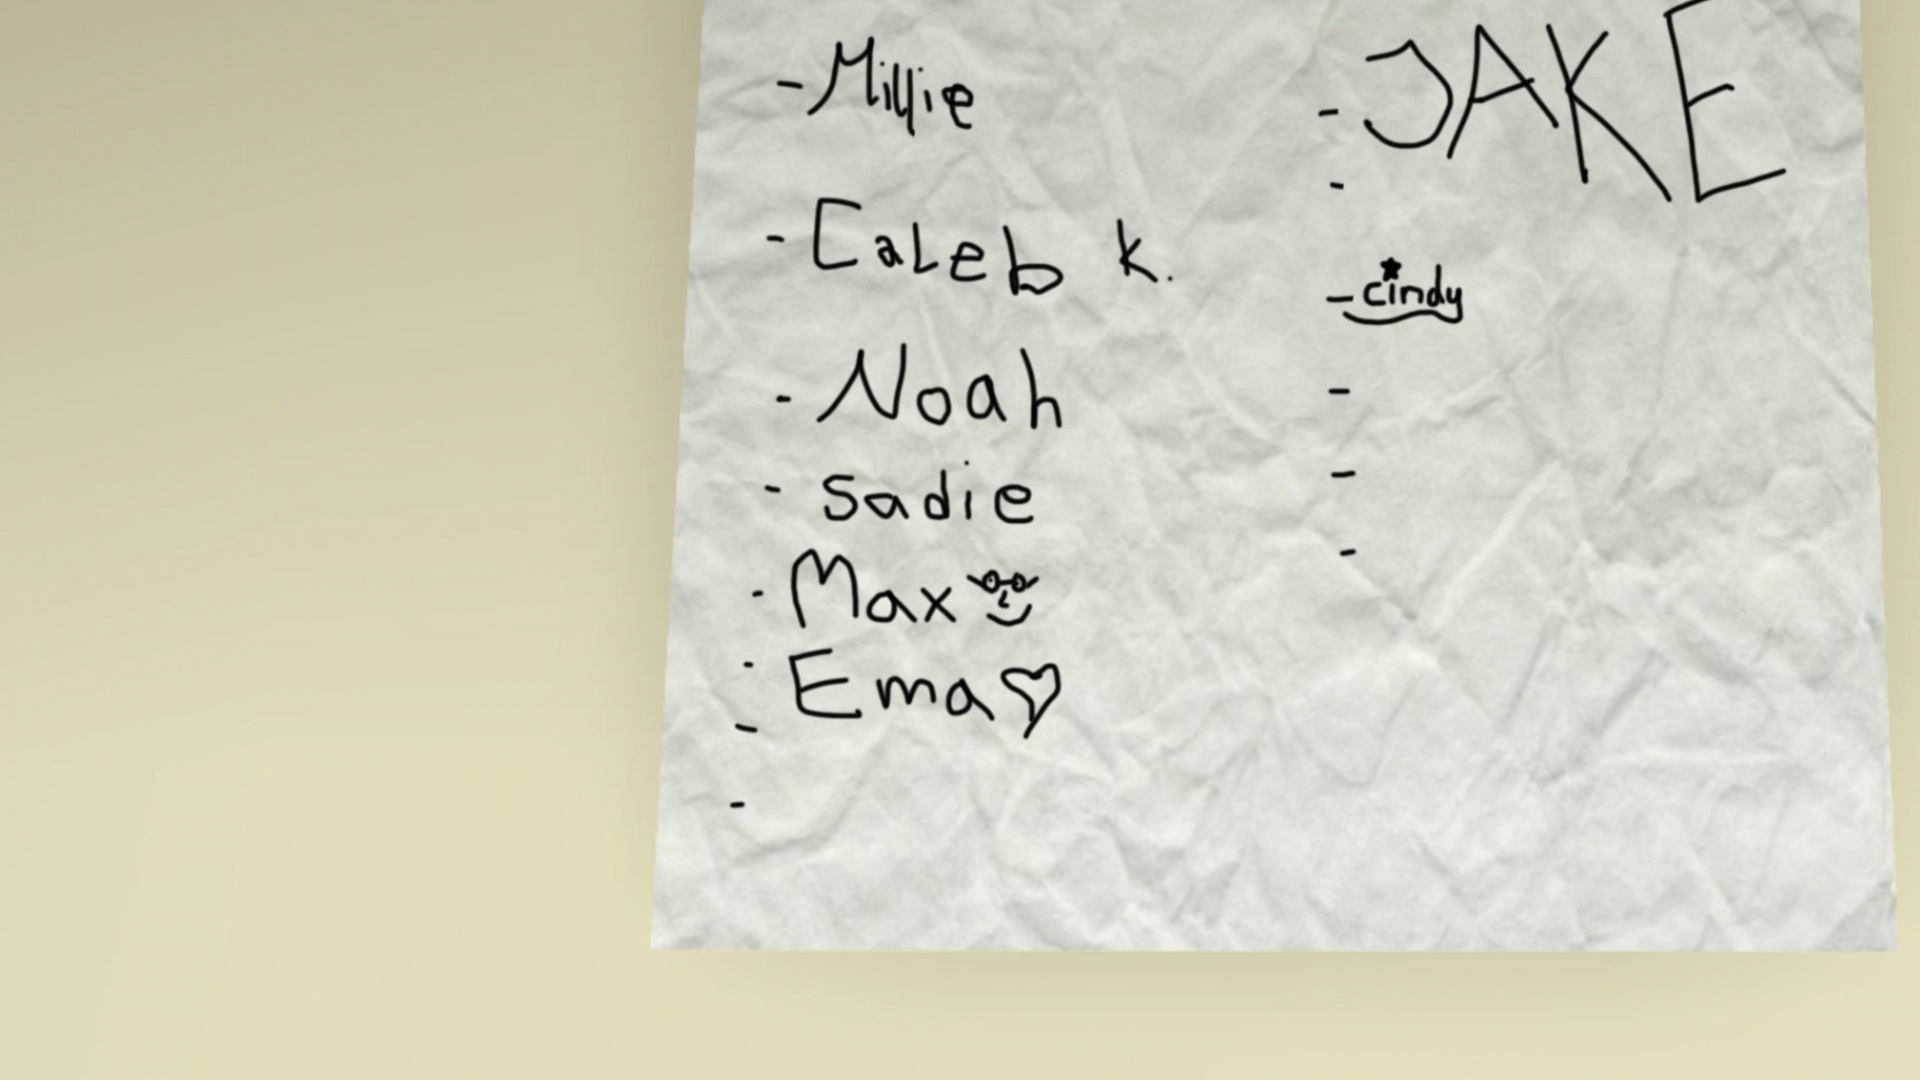 - Millie
- Caleb K.
- Noah
- Sadie
- Max
- Ema♡
-
-
- JAKE
-
- cindy
-
-
-